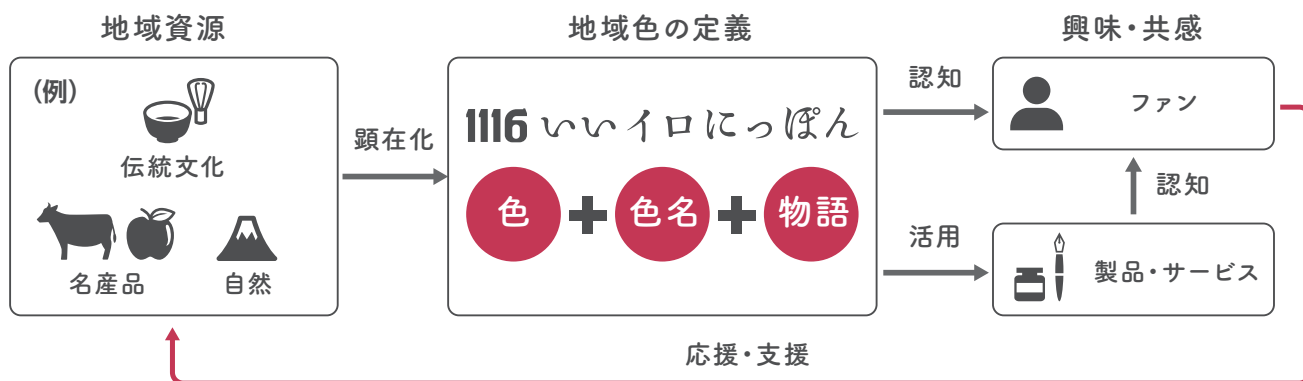 地域資源
地域色の定義
興味・共感
(例)
伝統文化
名産品
自然
顕在化
1116 いいイロにっぽん
色 + 色名 + 物語
認知
ファン
認知
活用
製品・サービス
応援・支援